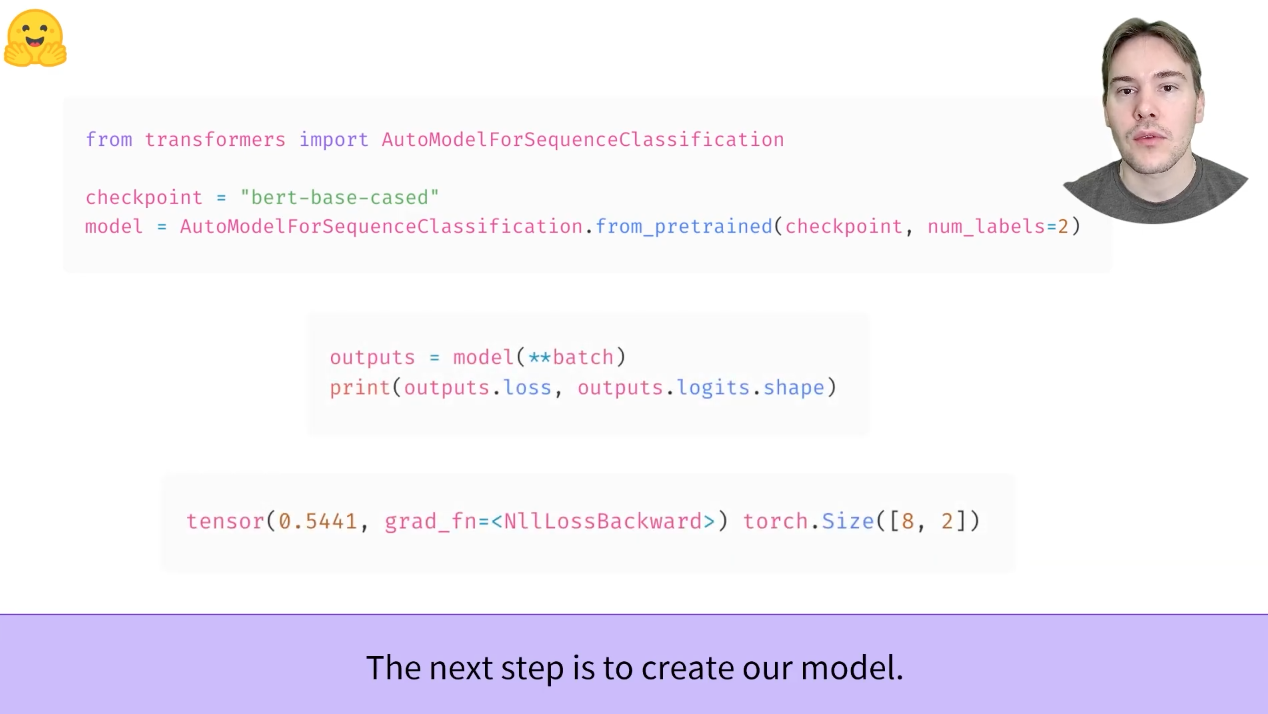 from transformers import AutoModelForSequenceClassification
checkpoint = "bert-base-cased"
model = AutoModelForSequenceClassification.from_pretrained(checkpoint, num_labels=2)
outputs = model(**batch)
print(outputs.loss, outputs.logits.shape)
tensor(0.5441, grad_fn=<NllLossBackward>) torch.Size([8, 2])
The next step is to create our model.